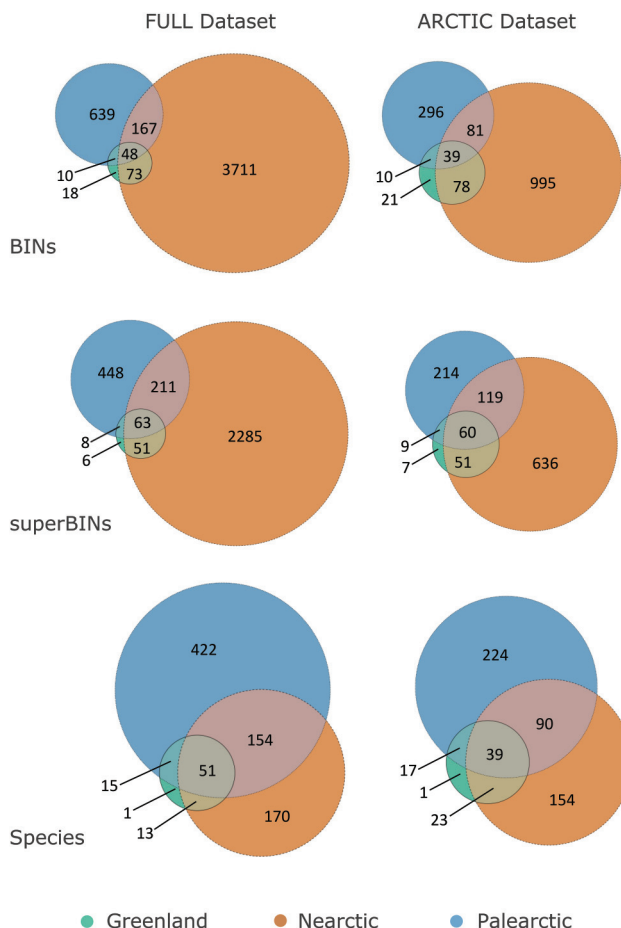 FULL Dataset ARCTIC Dataset
639 167 3711 296 81 995
48 39
10 10
73 78
18 21
BINs
448 211 2285 214 119 636
63 60
8 9
51 51
6 7
superBINs
422 224
154 90
51 39
15 17
1 1
170 154
13 23
Species
Greenland Nearctic Palearctic